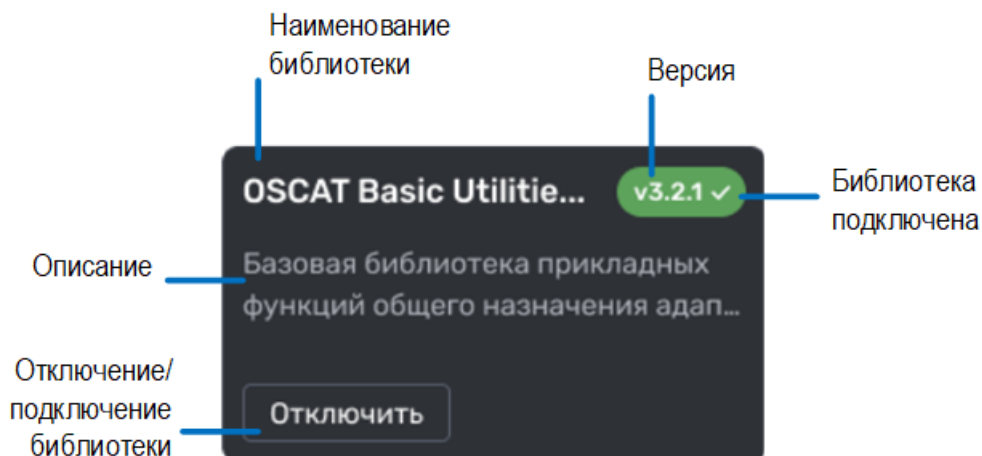 Наименование
библиотеки
Версия
OSCAT Basic Utilitie...
v3.2.1 ✓
Библиотека
подключена
Описание
Базовая библиотека прикладных
функций общего назначения адап...
Отключение/
подключение
библиотеки
Отключить